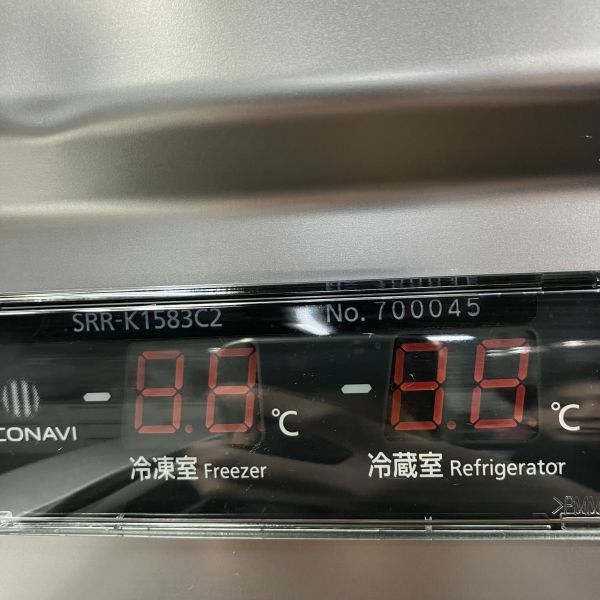 SRR-K1583C2 No. 700045
-8.8 ℃ -8.8 ℃
CONAVI
冷凍室 Freezer 冷蔵室 Refrigerator